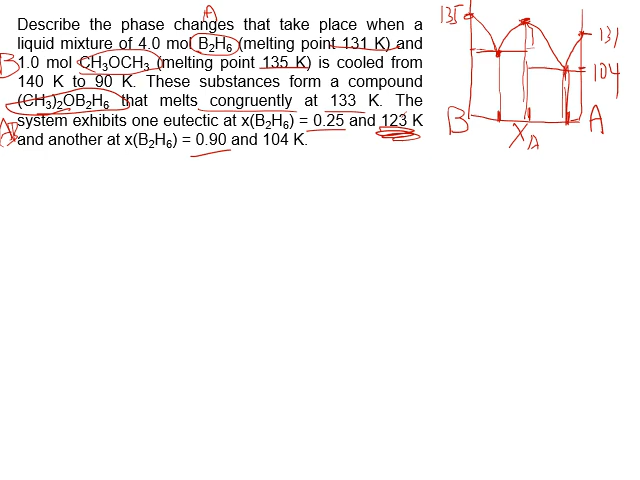 A
Describe the phase changes that take place when a
liquid mixture of 4.0 mol B₂H₆ (melting point 131 K) and
B 1.0 mol CH₃OCH₃ (melting point 135 K) is cooled from
140 K to 90 K. These substances form a compound
(CH₃)₂OB₂H₆ that melts congruently at 133 K. The
AB system exhibits one eutectic at x(B₂H₆) = 0.25 and 123 K
and another at x(B₂H₆) = 0.90 and 104 K.
135
131
104
B
A
X_A